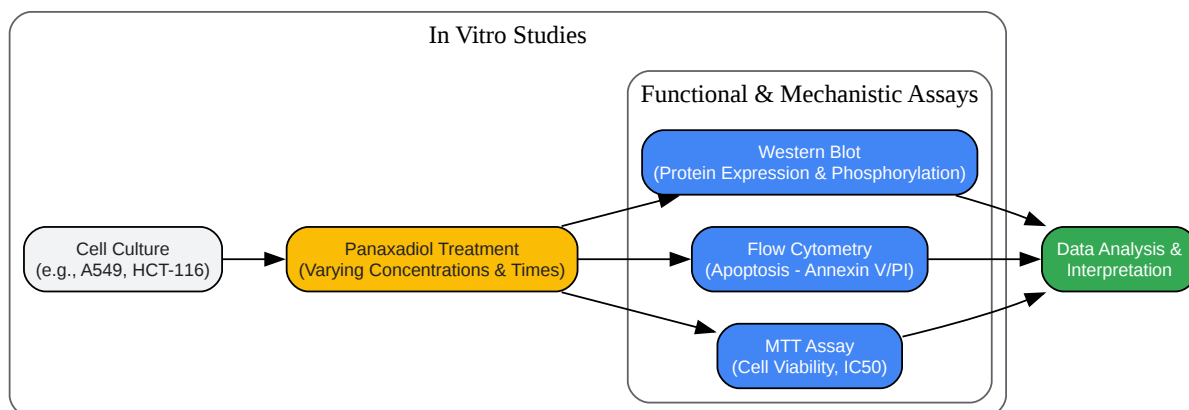 In Vitro Studies
Functional & Mechanistic Assays
Western Blot
(Protein Expression & Phosphorylation)
Cell Culture
(e.g., A549, HCT-116)
Panaxadiol Treatment
(Varying Concentrations & Times)
Flow Cytometry
(Apoptosis - Annexin V/PI)
Data Analysis &
Interpretation
MTT Assay
(Cell Viability, IC50)